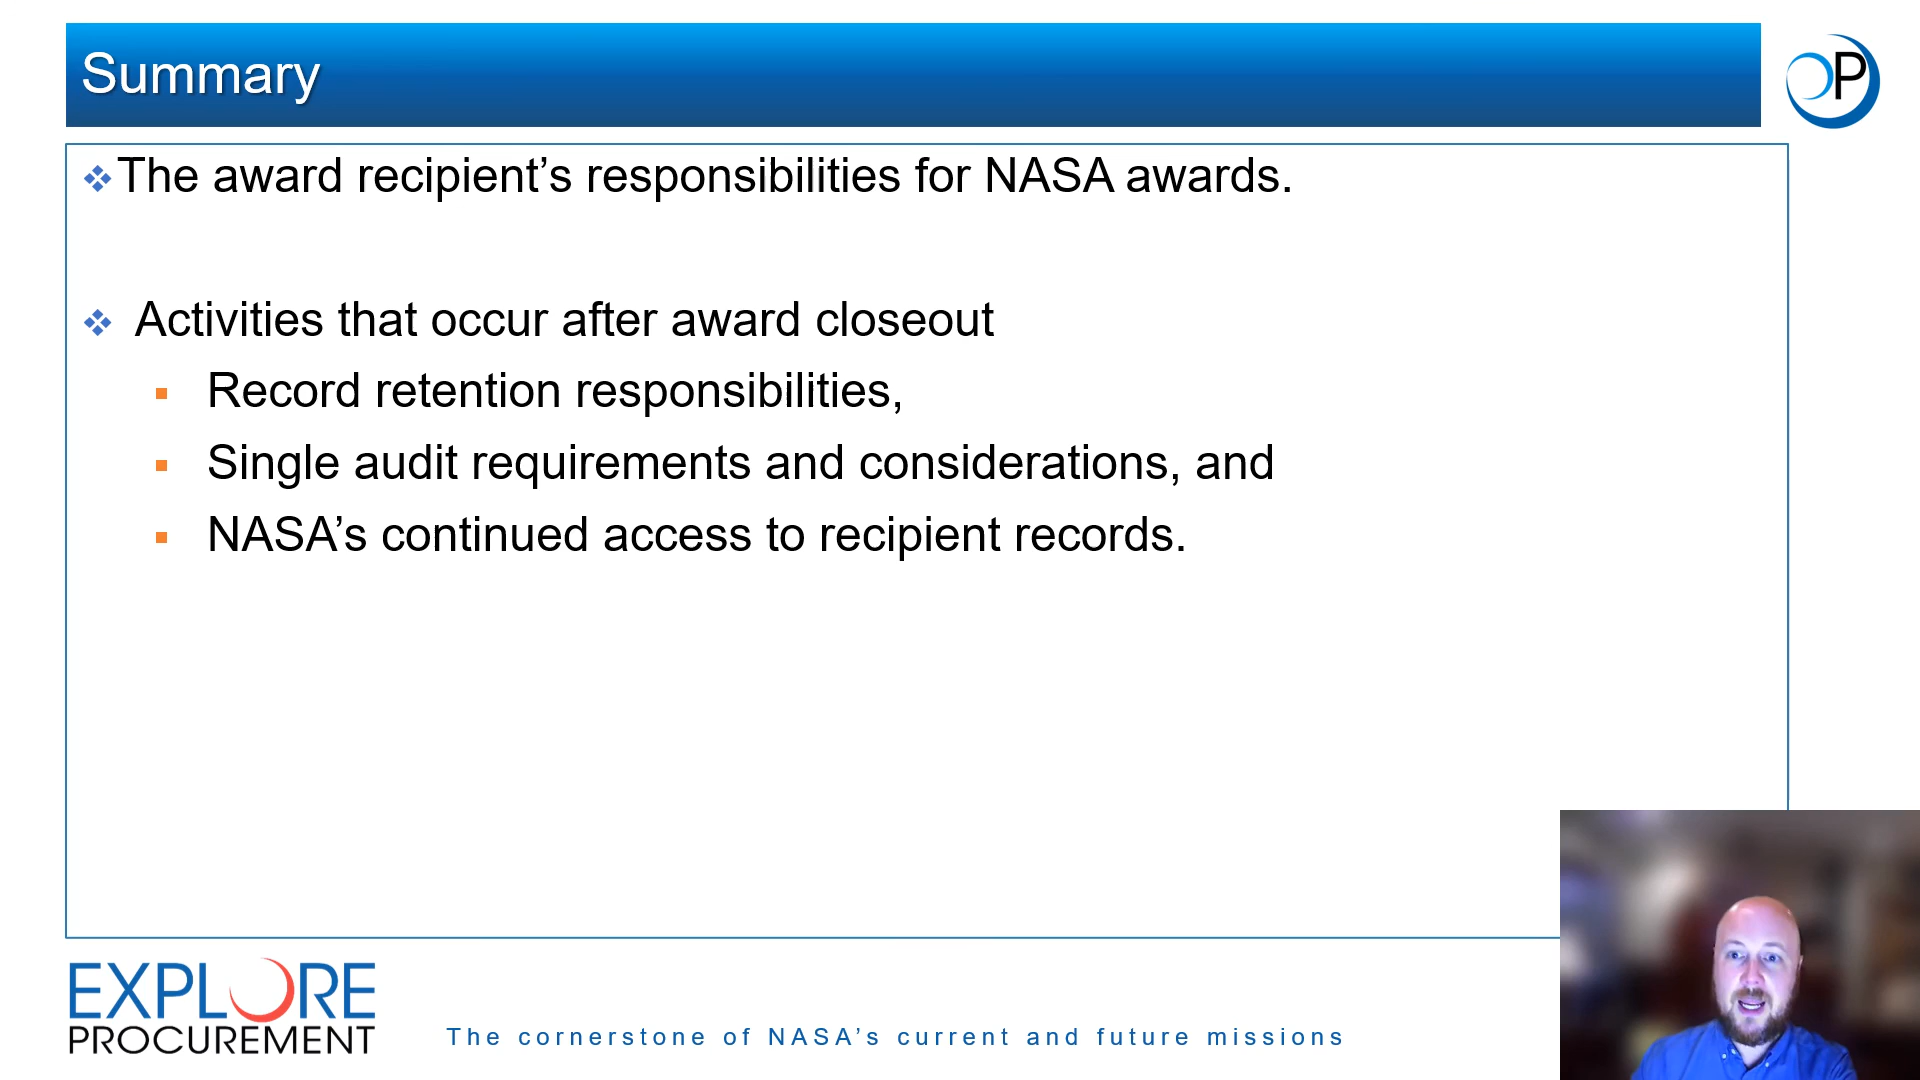 Summary
OP
❖The award recipient’s responsibilities for NASA awards.
❖ Activities that occur after award closeout
▪ Record retention responsibilities,
▪ Single audit requirements and considerations, and
▪ NASA’s continued access to recipient records.
EXPLORE
PROCUREMENT
The cornerstone of NASA’s current and future missions